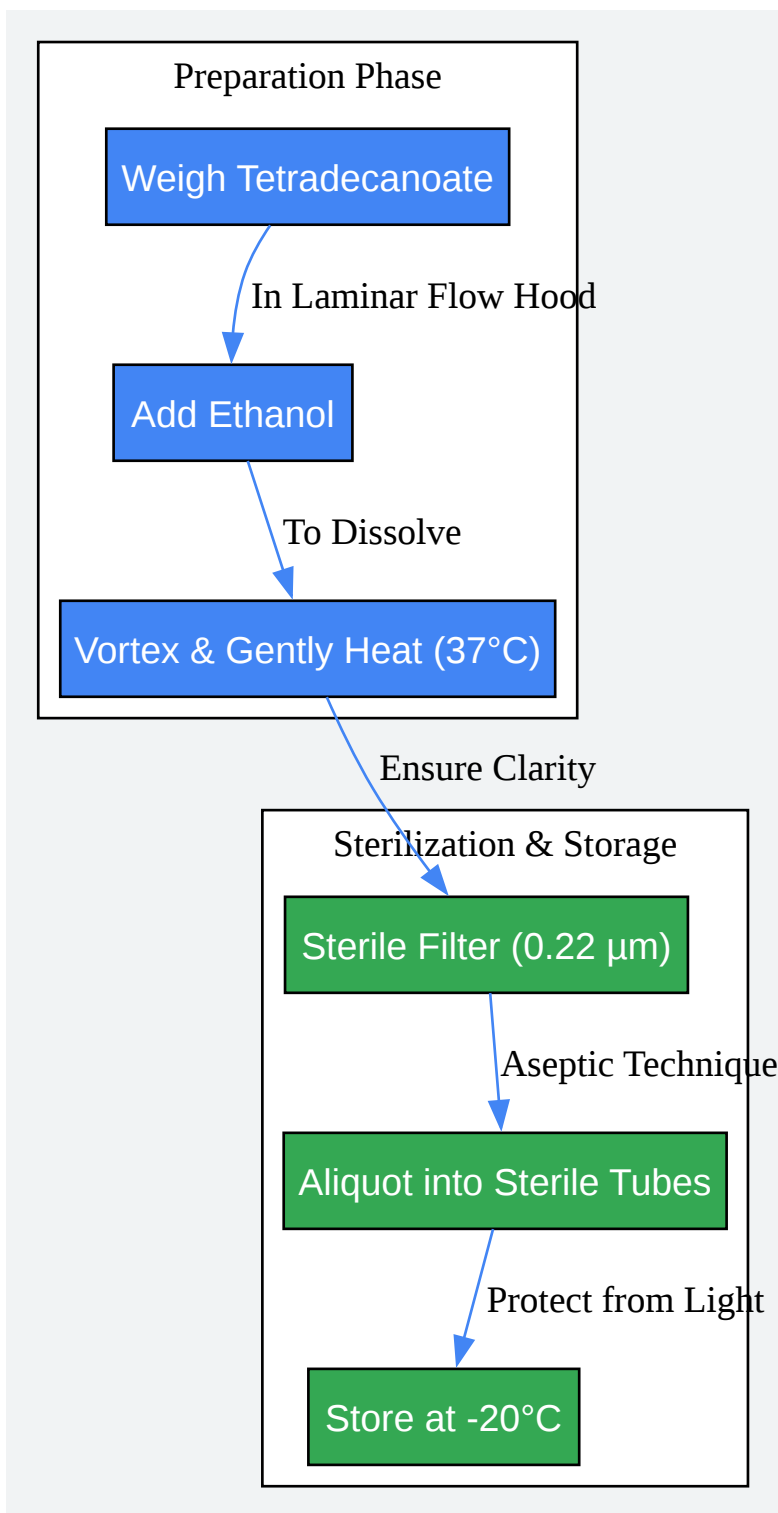 Preparation Phase
Weigh Tetradecanoate
In Laminar Flow Hood
Add Ethanol
To Dissolve
Vortex & Gently Heat (37°C)
Ensure Clarity
Sterilization & Storage
Sterile Filter (0.22 µm)
Aseptic Technique
Aliquot into Sterile Tubes
Protect from Light
Store at -20°C